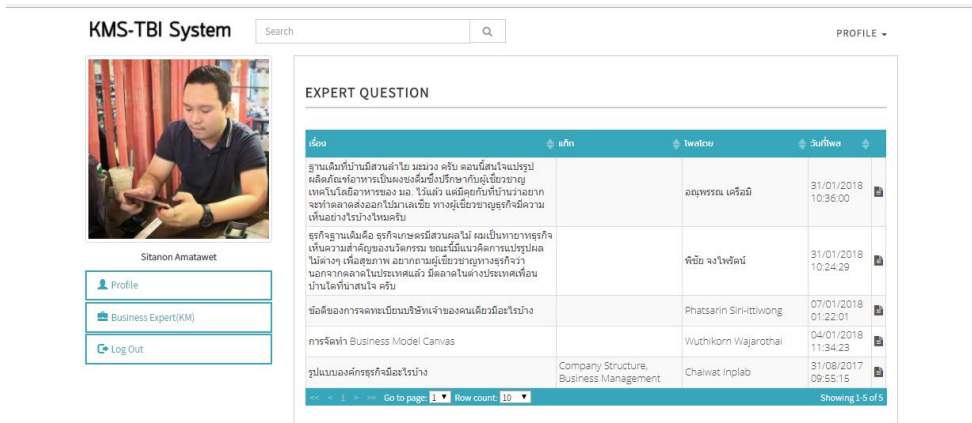 KMS-TBI System
Search
PROFILE
Sitanon Amatawet
Profile
Business Expert(KM)
Log Out
EXPERT QUESTION
เรื่อง แท็ก โพสโดย วันที่โพส
ฐานเดิมที่บ้านมีสวนลำไย มะม่วง ครับ ตอนนี้สนใจแปรรูป
ผลิตภัณฑ์อาหารเป็นผงชงดื่มซึ่งปรึกษากับผู้เชี่ยวชาญ
เทคโนโลยีอาหารของ มอ. ไว้แล้ว แต่มีคุยกับที่บ้านว่าอยาก
จะทำตลาดส่งออกไปมาเลเซีย ทางผู้เชี่ยวชาญธุรกิจมีความ
เห็นอย่างไรบ้างไหมครับ
อณุพรรณ เครือมิ
31/01/2018
10:36:00
ธุรกิจฐานเดิมคือ ธุรกิจเกษตรมีสวนผลไม้ ผมเป็นทายาทธุรกิจ
เห็นความสำคัญของนวัตกรรม ขณะนี้มีแนวคิดการแปรรูปผล
ไม้ต่างๆ เพื่อสุขภาพ อยากถามผู้เชี่ยวชาญทางธุรกิจว่า
นอกจากตลาดในประเทศแล้ว มีตลาดในต่างประเทศเพื่อน
บ้านใดที่น่าสนใจ ครับ
พิชัย จงไพรัตน์
31/01/2018
10:24:29
ข้อดีของการจดทะเบียนบริษัทเจ้าของคนเดียวมีอะไรบ้าง
Phatsarin Siri-ittiwong
07/01/2018
01:22:01
การจัดทำ Business Model Canvas
Wuthikorn Wajarothai
04/01/2018
11:34:23
รูปแบบองค์กรธุรกิจมีอะไรบ้าง
Company Structure,
Business Management
Chaiwat Inplab
31/08/2017
09:55:15
<< < 1 > >> Go to page: 1 Row count: 10 Showing 1-5 of 5